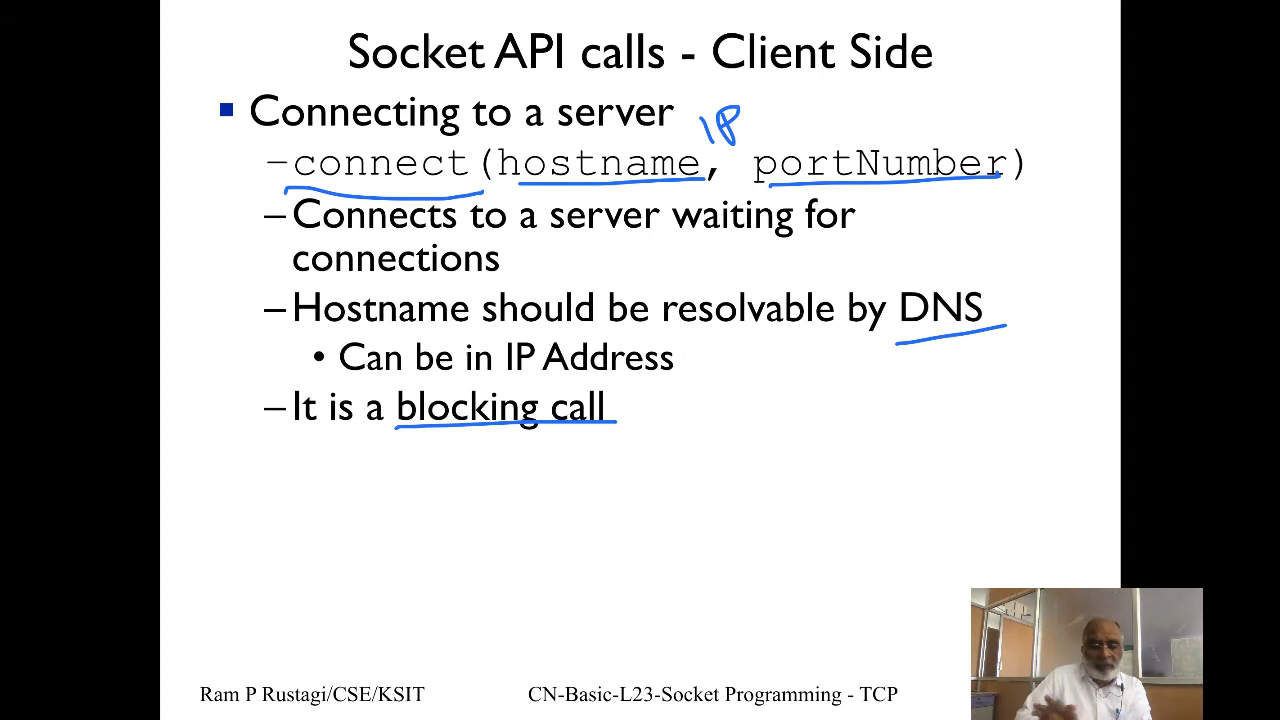 Socket API calls - Client Side
▪ Connecting to a server
IP
–connect(hostname, portNumber)
–Connects to a server waiting for
connections
–Hostname should be resolvable by DNS
• Can be in IP Address
–It is a blocking call
Ram P Rustagi/CSE/KSIT
CN-Basic-L23-Socket Programming - TCP